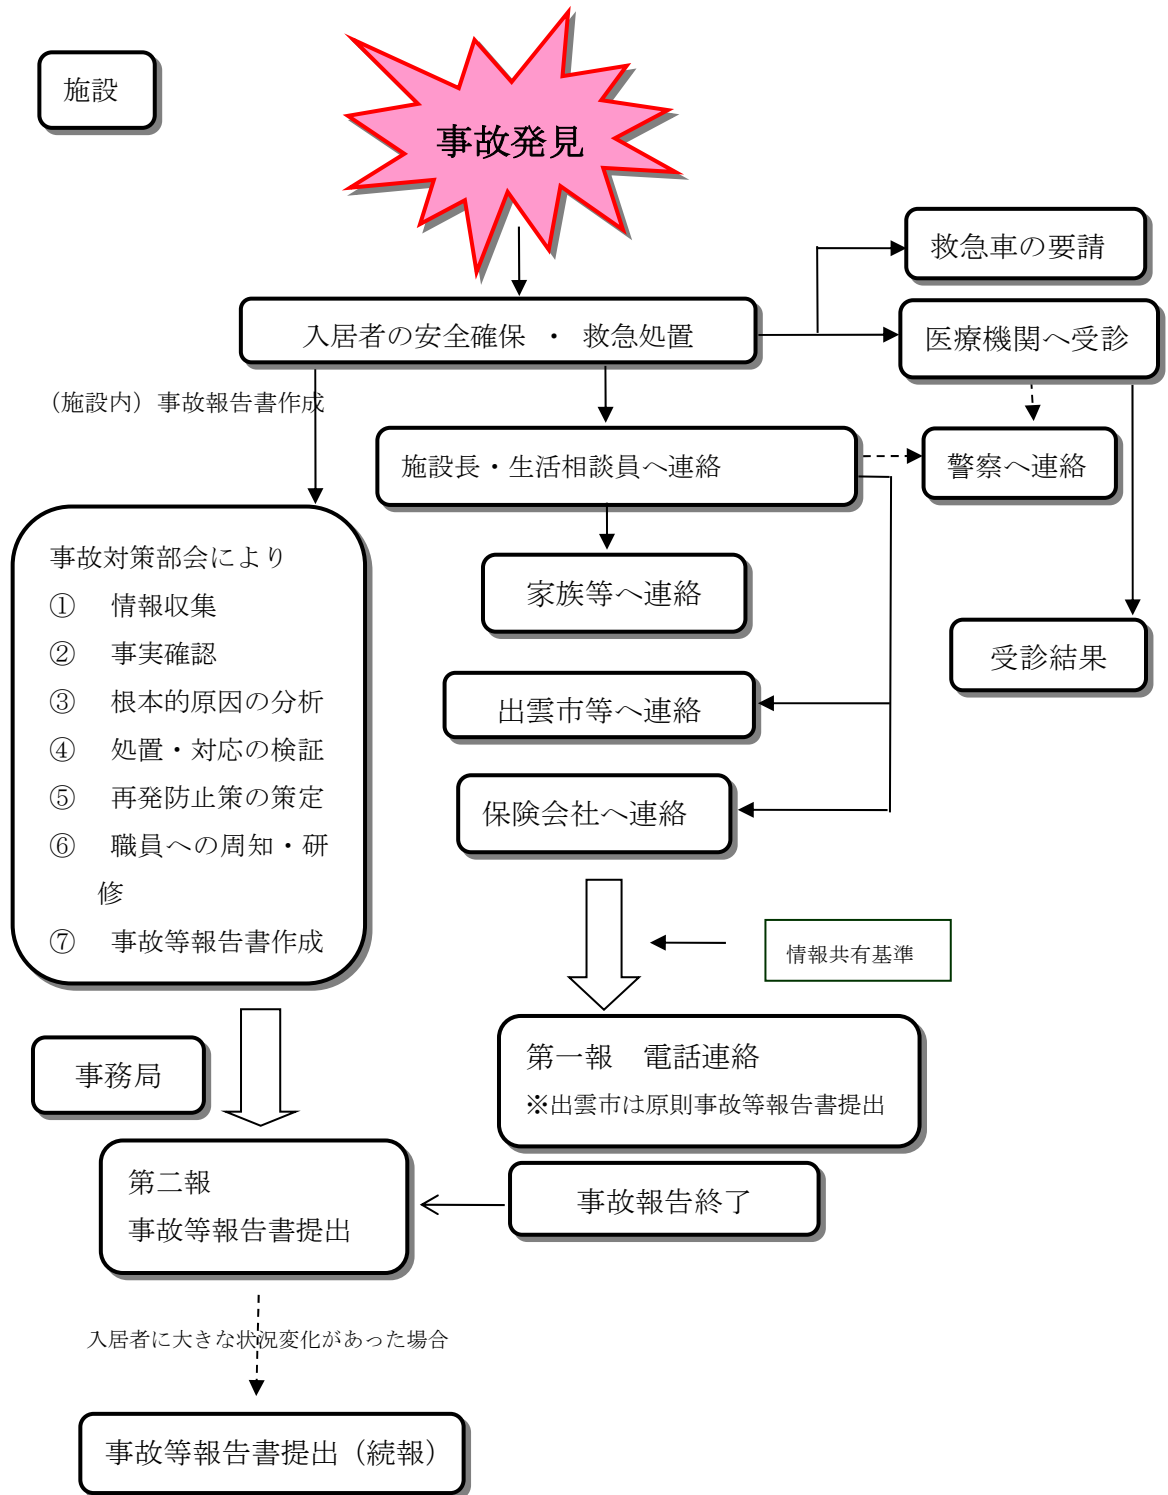 施設
事故発見
救急車の要請
入居者の安全確保 ・ 救急処置
医療機関へ受診
（施設内）事故報告書作成
施設長・生活相談員へ連絡
警察へ連絡
事故対策部会により
① 情報収集
② 事実確認
③ 根本的原因の分析
④ 処置・対応の検証
⑤ 再発防止策の策定
⑥ 職員への周知・研
修
⑦ 事故等報告書作成
家族等へ連絡
受診結果
出雲市等へ連絡
保険会社へ連絡
情報共有基準
事務局
第一報 電話連絡
※出雲市は原則事故等報告書提出
第二報
事故等報告書提出
事故報告終了
入居者に大きな状況変化があった場合
事故等報告書提出（続報）